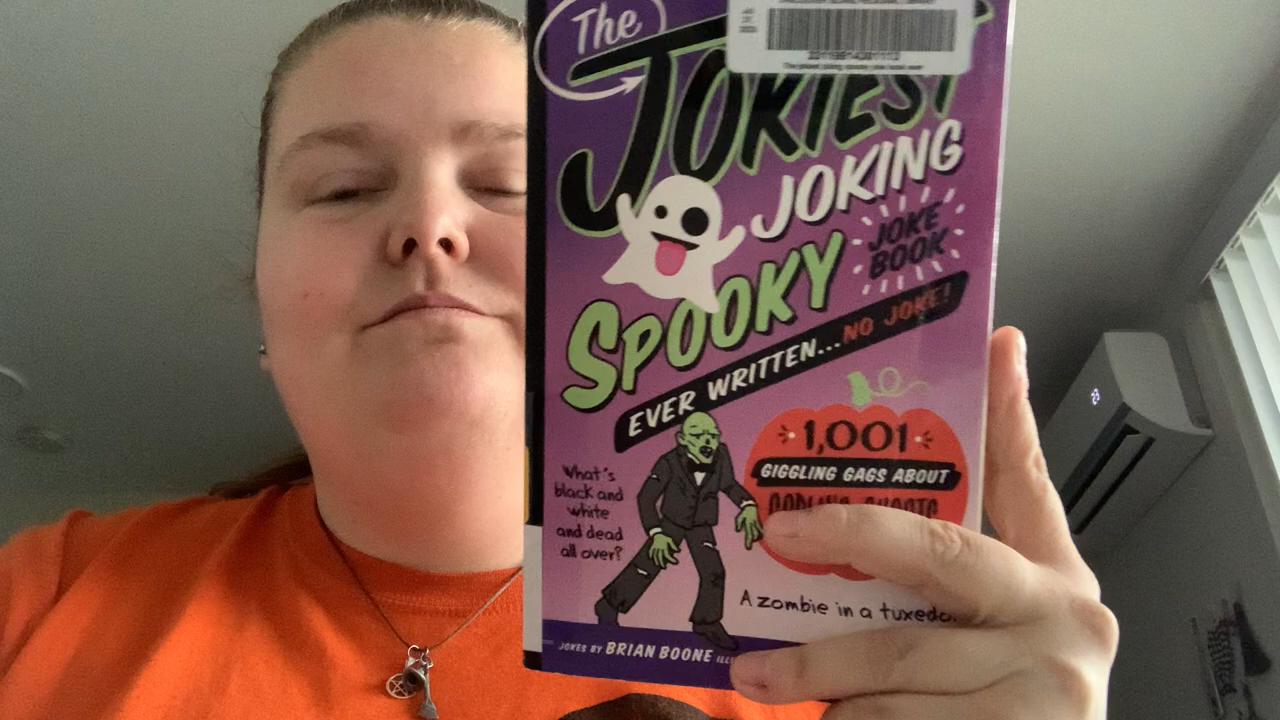 The
JOKIEST
JOKING
SPOOKY
JOKE
BOOK
EVER WRITTEN...NO JOKE!
1,001
GIGGLING GAGS ABOUT
What's
black and
white
and dead
all over?
A zombie in a tuxedo.
JOKES BY BRIAN BOONE